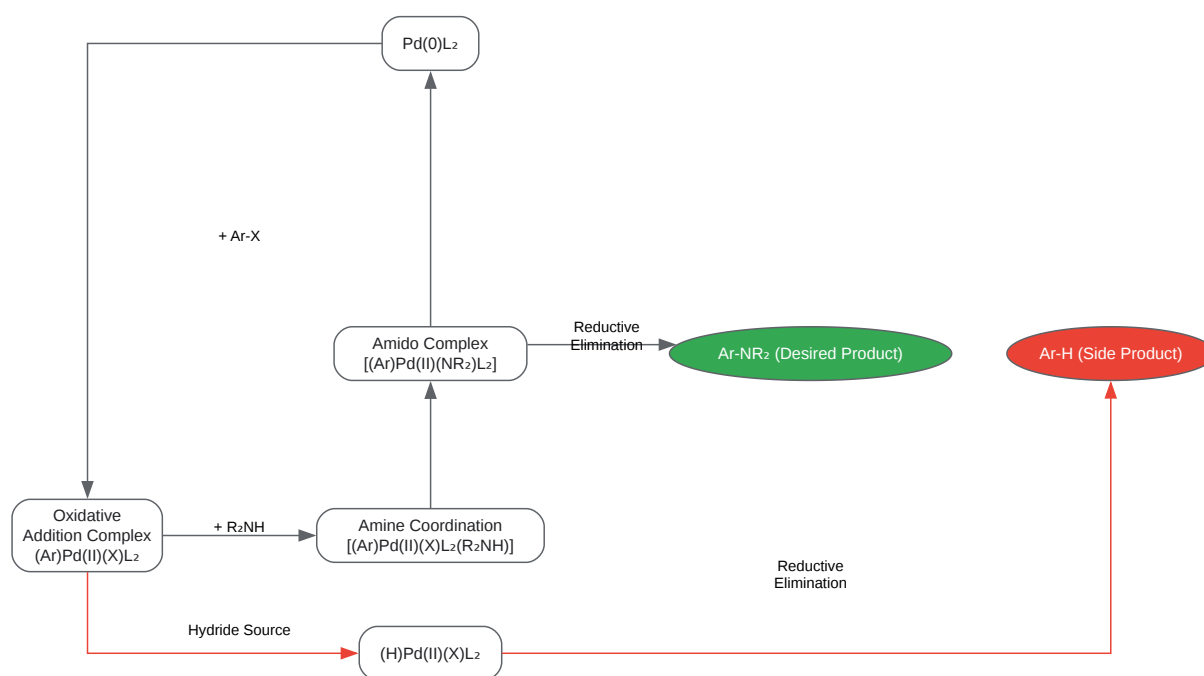 Pd(0)L₂
+ Ar-X
Amido Complex
[(Ar)Pd(II)(NR₂)L₂]
Reductive
Elimination
Ar-NR₂ (Desired Product)
Ar-H (Side Product)
Oxidative
Addition Complex
(Ar)Pd(II)(X)L₂
+ R₂NH
Amine Coordination
[(Ar)Pd(II)(X)L₂(R₂NH)]
Reductive
Elimination
Hydride Source
(H)Pd(II)(X)L₂